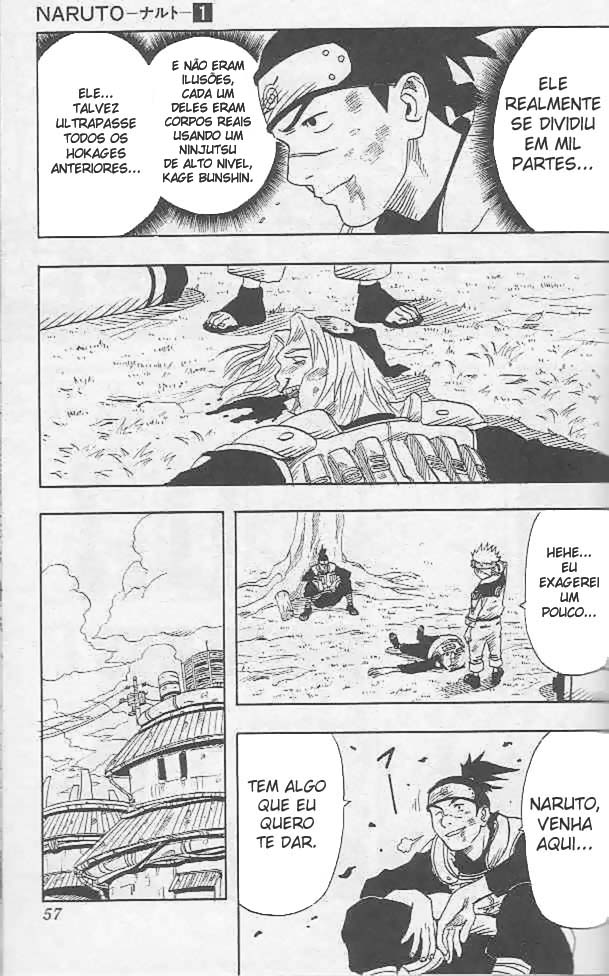 NARUTO—ナルト—1
ELE
REALMENTE
SE DIVIDIU
EM MIL
PARTES...
E NÃO ERAM
ILUSÕES,
CADA UM
DELES ERAM
CORPOS REAIS
USANDO UM
NINJUTSU
DE ALTO NIVEL,
KAGE BUNSHIN.
ELE...
TALVEZ
ULTRAPASSE
TODOS OS
HOKAGES
ANTERIORES...
HEHE...
EU
EXAGEREI
UM
POUCO...
NARUTO,
VENHA
AQUI...
TEM ALGO
QUE EU
QUERO
TE DAR.
57